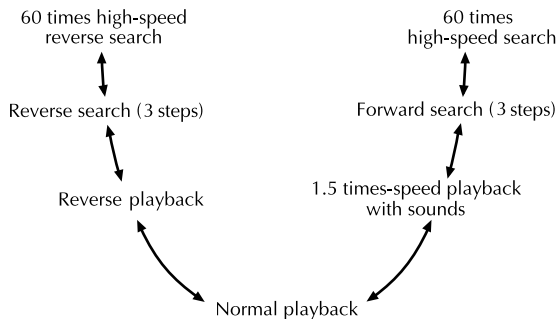 60 times high-speed
reverse search
60 times
high-speed search
Reverse search (3 steps)
Forward search (3 steps)
Reverse playback
1.5 times-speed playback
with sounds
Normal playback